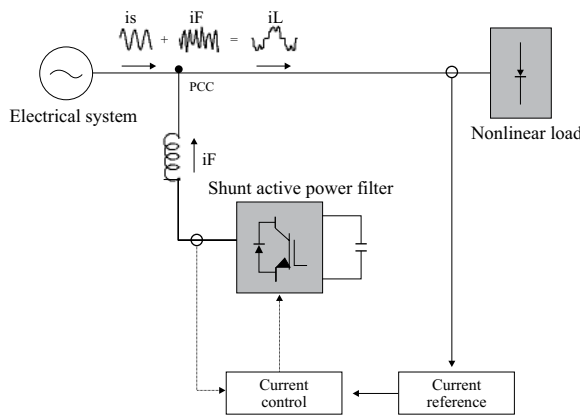 is + iF = iL
PCC
Electrical system
Nonlinear load
iF
Shunt active power filter
Current
control
Current
reference